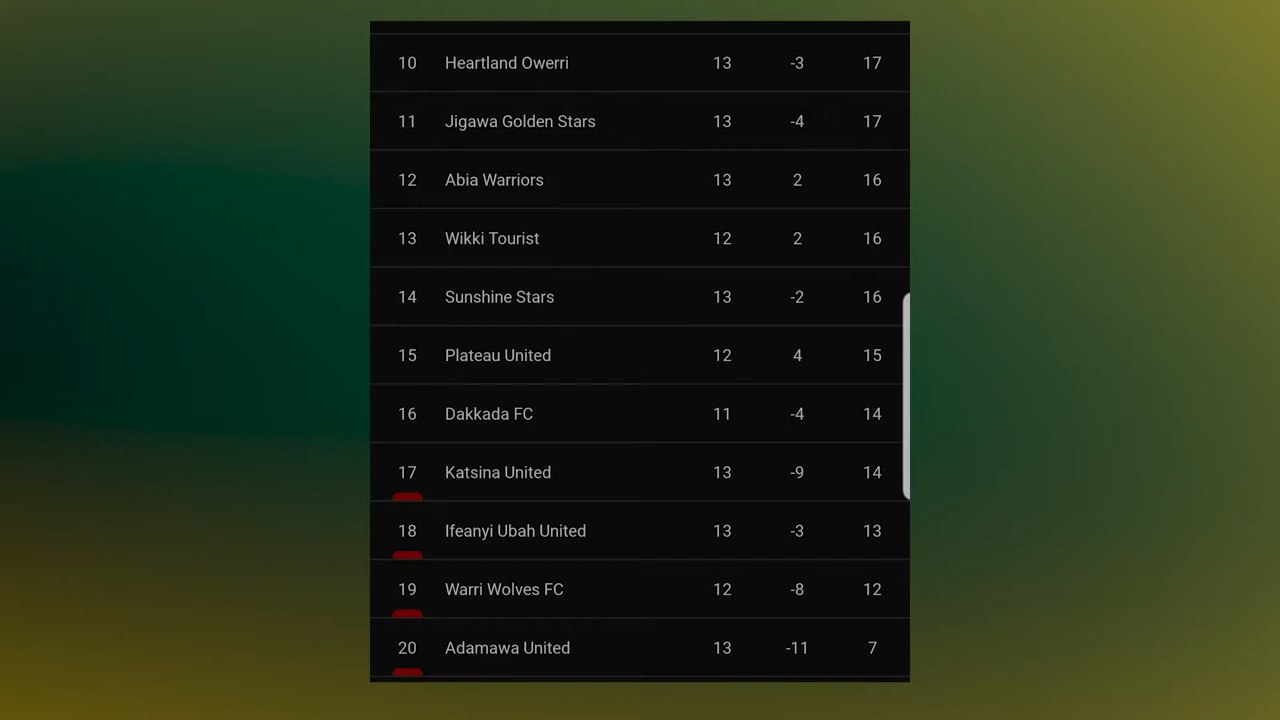 10 Heartland Owerri 13 -3 17
11 Jigawa Golden Stars 13 -4 17
12 Abia Warriors 13 2 16
13 Wikki Tourist 12 2 16
14 Sunshine Stars 13 -2 16
15 Plateau United 12 4 15
16 Dakkada FC 11 -4 14
17 Katsina United 13 -9 14
18 Ifeanyi Ubah United 13 -3 13
19 Warri Wolves FC 12 -8 12
20 Adamawa United 13 -11 7